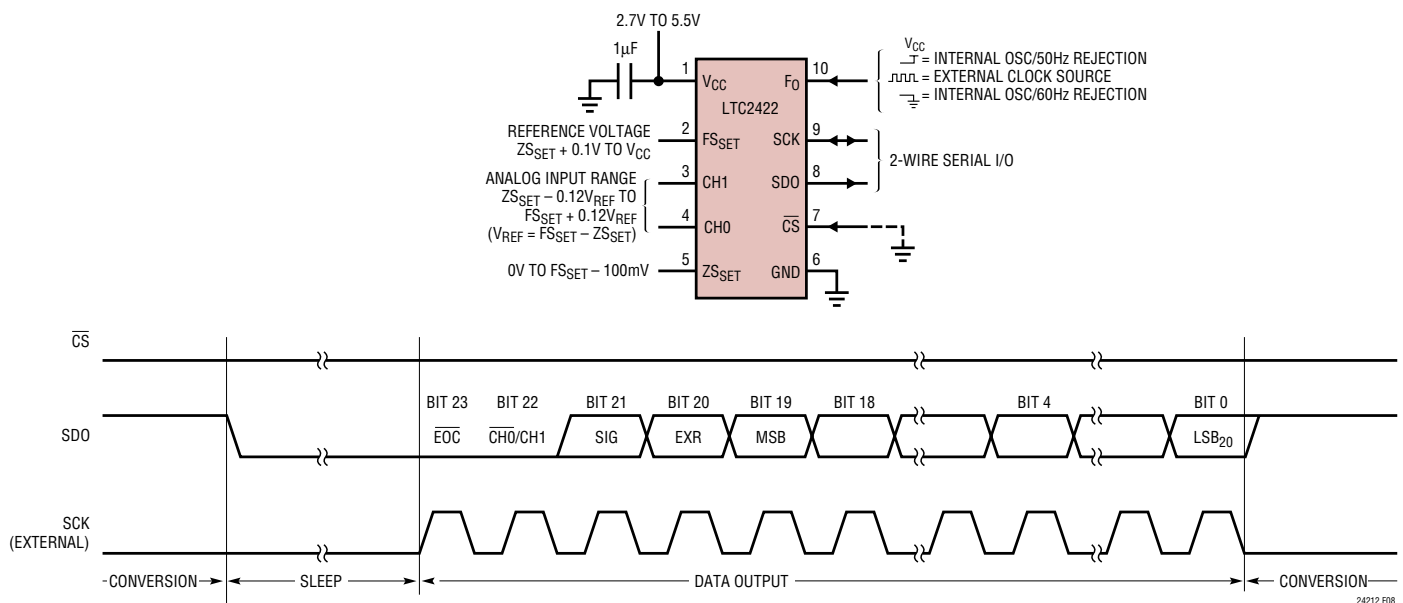 2.7V TO 5.5V
1µF
1 VCC
LTC2422
FO 10
VCC
= INTERNAL OSC/50Hz REJECTION
= EXTERNAL CLOCK SOURCE
= INTERNAL OSC/60Hz REJECTION
REFERENCE VOLTAGE
ZSSET + 0.1V TO VCC
2 FSSET
SCK 9
2-WIRE SERIAL I/O
ANALOG INPUT RANGE
ZSSET – 0.12VREF TO
FSSET + 0.12VREF
(VREF = FSSET – ZSSET)
3 CH1
SDO 8
4 CH0
CS 7
0V TO FSSET – 100mV
5 ZSSET
GND 6
CS
SDO
BIT 23 BIT 22 BIT 21 BIT 20 BIT 19 BIT 18 BIT 4 BIT 0
EOC CH0/CH1 SIG EXR MSB LSB20
SCK
(EXTERNAL)
CONVERSION SLEEP DATA OUTPUT CONVERSION
24212 F08